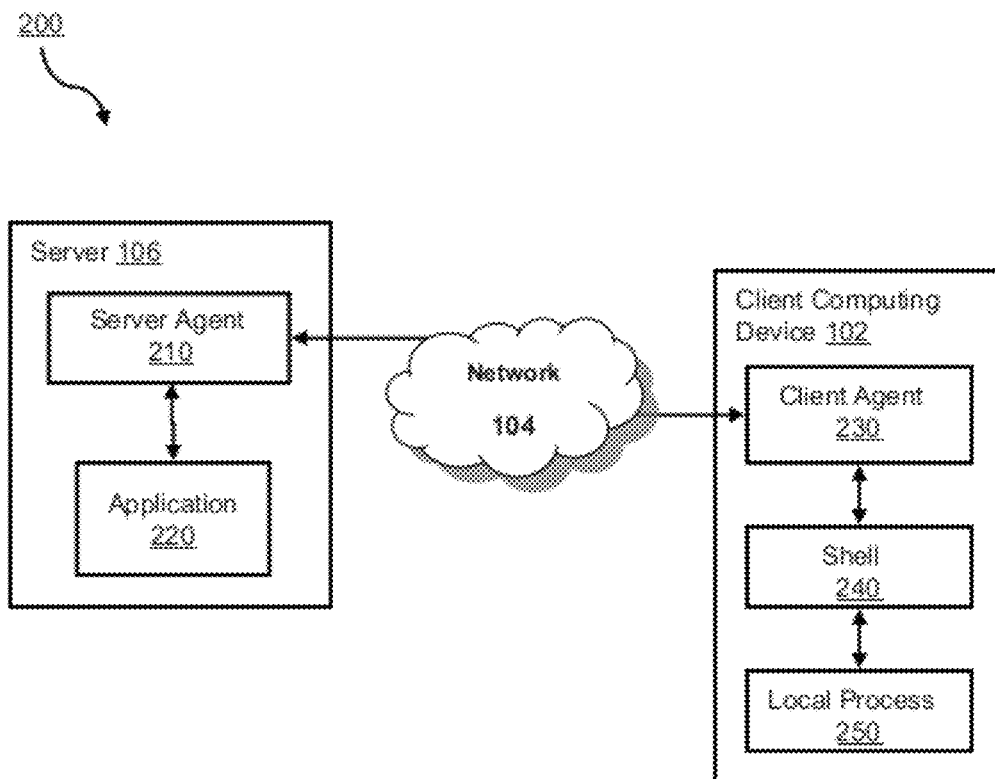 200
Server 106
Server Agent
210
Application
220
Network
104
Client Computing
Device 102
Client Agent
230
Shell
240
Local Process
250